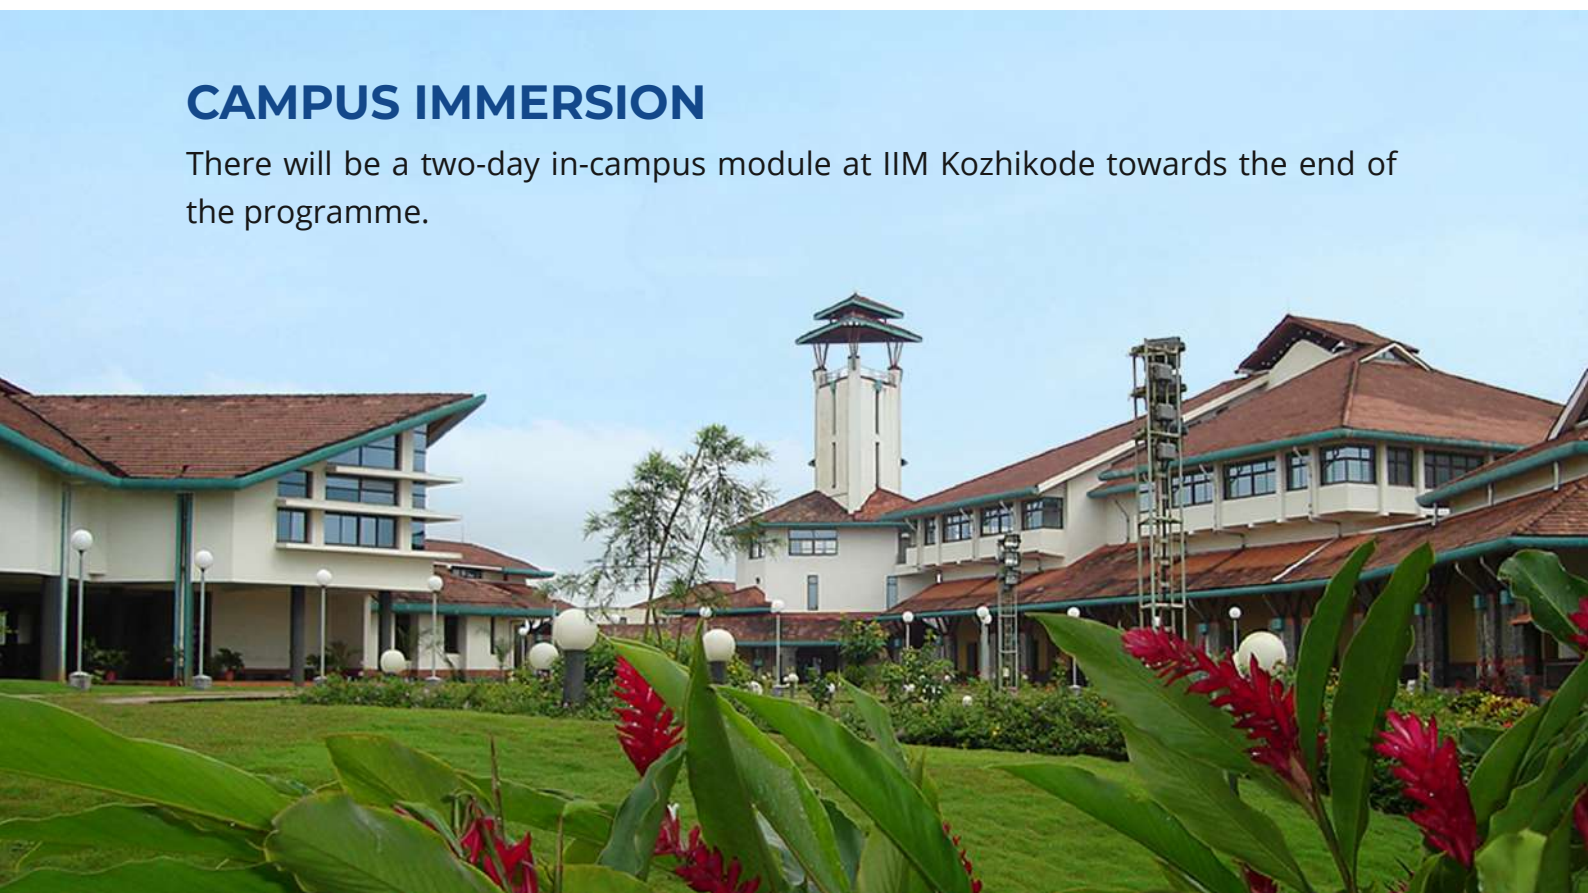 CAMPUS IMMERSION
There will be a two-day in-campus module at IIM Kozhikode towards the end of
the programme.